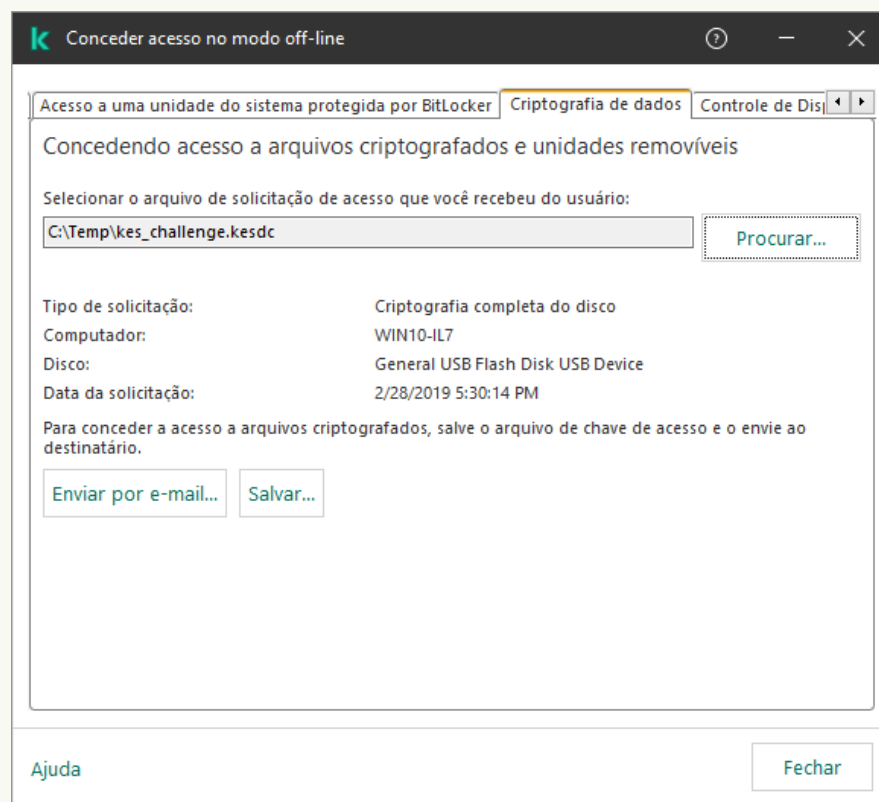 Conceder acesso no modo off-line
Acesso a uma unidade do sistema protegida por BitLocker
Criptografia de dados
Controle de
Concedendo acesso a arquivos criptografados e unidades removíveis
Selecionar o arquivo de solicitação de acesso que você recebeu do usuário:
C:\Temp\kes_challenge.kesdc
Procurar...
Tipo de solicitação: Criptografia completa do disco
Computador: WIN10-IL7
Disco: General USB Flash Disk USB Device
Data da solicitação: 2/28/2019 5:30:14 PM
Para conceder a acesso a arquivos criptografados, salve o arquivo de chave de acesso e o envie ao
destinatário.
Enviar por e-mail...
Salvar...
Ajuda
Fechar